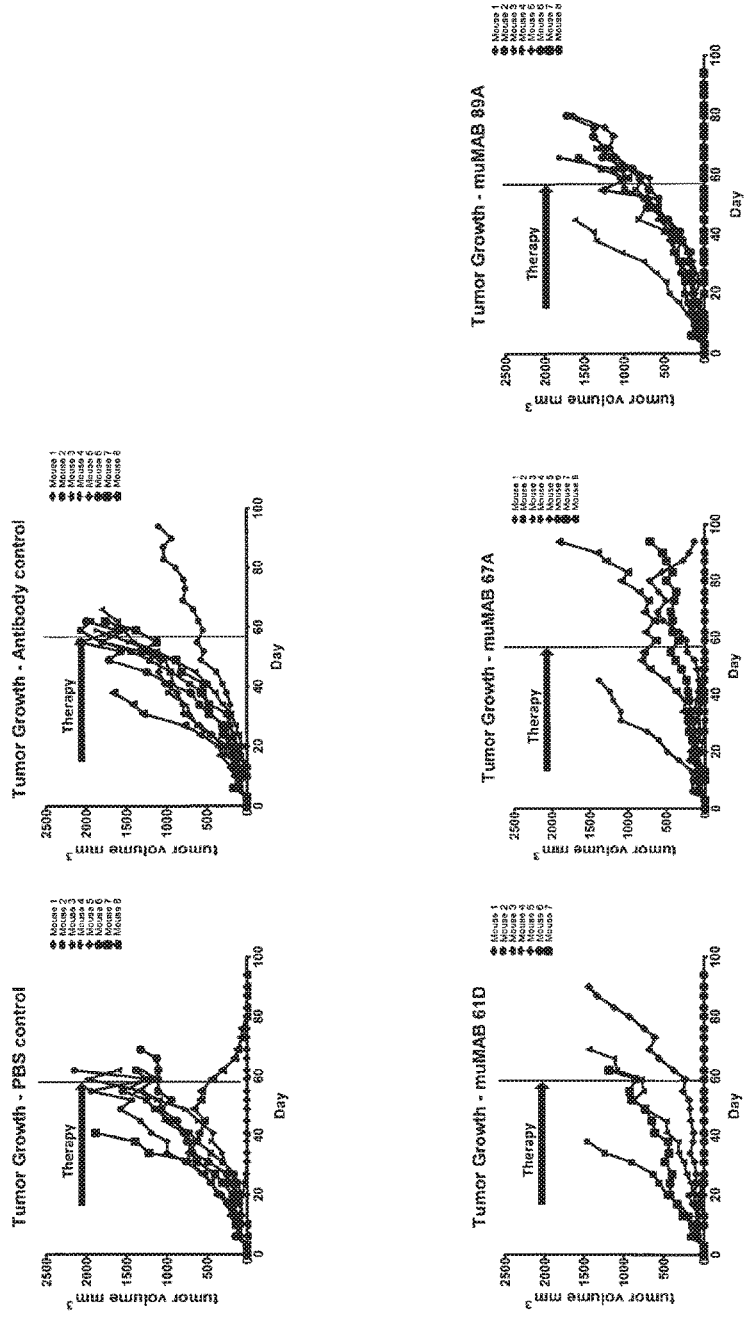 Tumor Growth - PBS control
2500
2000
1500
1000
500
0
tumor volume mm3
0 20 40 60 80 100
Day
Therapy
Mouse 1
Mouse 2
Mouse 3
Mouse 4
Mouse 5
Mouse 6
Mouse 7
Mouse 8
Tumor Growth - Antibody control
2500
2000
1500
1000
500
0
tumor volume mm3
0 20 40 60 80 100
Day
Therapy
Mouse 1
Mouse 2
Mouse 3
Mouse 4
Mouse 5
Mouse 6
Mouse 7
Mouse 8
Tumor Growth - muMAB 61D
2500
2000
1500
1000
500
0
tumor volume mm3
0 20 40 60 80 100
Day
Therapy
Mouse 1
Mouse 2
Mouse 3
Mouse 4
Mouse 5
Mouse 6
Mouse 7
Tumor Growth - muMAB 67A
2500
2000
1500
1000
500
0
tumor volume mm3
0 20 40 60 80 100
Day
Therapy
Mouse 1
Mouse 2
Mouse 3
Mouse 4
Mouse 5
Mouse 6
Mouse 7
Mouse 8
Tumor Growth - muMAB 89A
2500
2000
1500
1000
500
0
tumor volume mm3
0 20 40 60 80 100
Day
Therapy
Mouse 1
Mouse 2
Mouse 3
Mouse 4
Mouse 5
Mouse 6
Mouse 7
Mouse 8